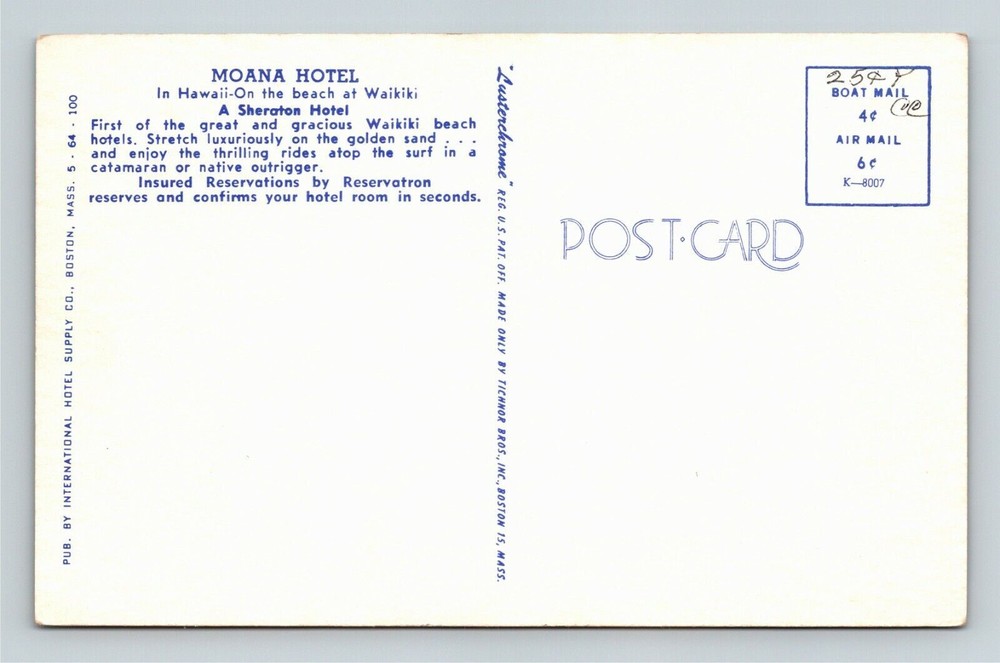 MOANA HOTEL
In Hawaii-On the beach at Waikiki
A Sheraton Hotel
First of the great and gracious Waikiki beach
hotels. Stretch luxuriously on the golden sand . . .
and enjoy the thrilling rides atop the surf in a
catamaran or native outrigger.
Insured Reservations by Reservatron
reserves and confirms your hotel room in seconds.
PUB. BY INTERNATIONAL HOTEL SUPPLY CO., BOSTON, MASS. 5 - 64 - 100
"Lusterchrome" REG. U. S. PAT. OFF. MADE ONLY BY TICHNOR BROS., INC., BOSTON 15, MASS.
POST·CARD
25¢
BOAT MAIL
4¢
AIR MAIL
6¢
K—8007